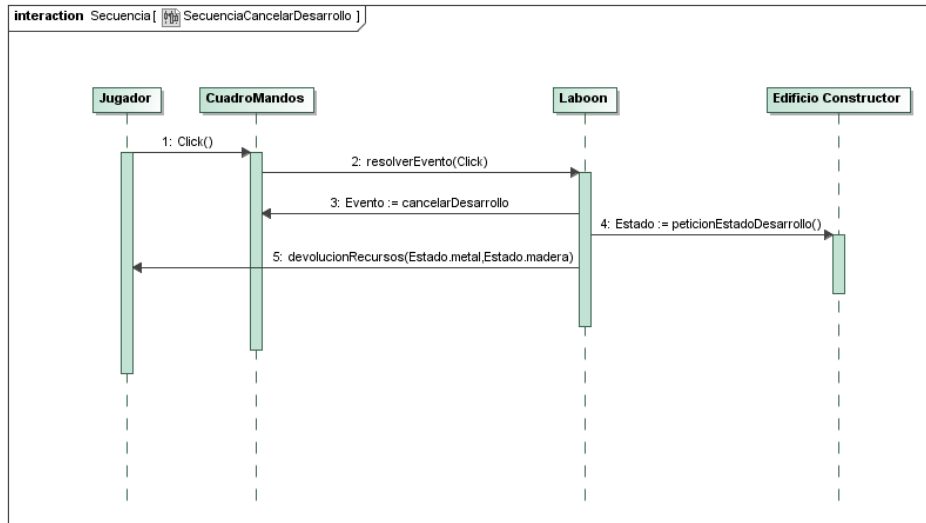 interaction Secuencia[ SecuenciaCancelarDesarrollo ]
Jugador
CuadroMandos
Laboon
Edificio Constructor
1: Click()
2: resolverEvento(Click)
3: Evento := cancelarDesarrollo
4: Estado := peticionEstadoDesarrollo()
5: devolucionRecursos(Estado.metal,Estado.madera)